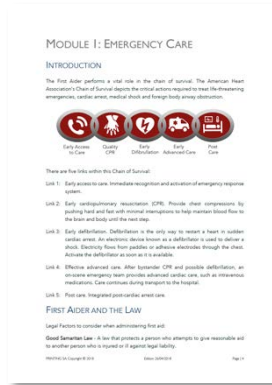 MODULE 1: EMERGENCY CARE
INTRODUCTION
The First Aider performs a vital role in the chain of survival. The American Heart
Association's Chain of Survival depicts the critical actions required to treat life-threatening
emergencies, cardiac arrest, medical shock and foreign body airway obstruction.
Early Access
to Care
Quality
CPR
Early
Defibrillation
Early
Advanced Care
Post
Care
There are five links within this Chain of Survival:
Link 1: Early access to care. Immediate recognition and activation of emergency response
system.
Link 2: Early cardiopulmonary resuscitation (CPR). Provide chest compressions by
pushing hard and fast with minimal interruptions to help maintain blood flow to
the brain and body until the next step.
Link 3: Early defibrillation. Defibrillation is the only way to restart a heart in sudden
cardiac arrest. An electronic device known as a defibrillator is used to deliver a
shock. Electricity flows from paddles or adhesive electrodes through the chest.
Activate the defibrillator as soon as it is available.
Link 4: Effective advanced care. After bystander CPR and possible defibrillation, an
on-scene emergency team provides advanced cardiac care, such as intravenous
medications. Care continues during transport to the hospital.
Link 5: Post care. Integrated post-cardiac arrest care.
FIRST AIDER AND THE LAW
Legal Factors to consider when administering first aid:
Good Samaritan Law - A law that protects a person who attempts to give reasonable aid
to another person who is injured or if against legal liability.
Copyright © 2018
Page | 1